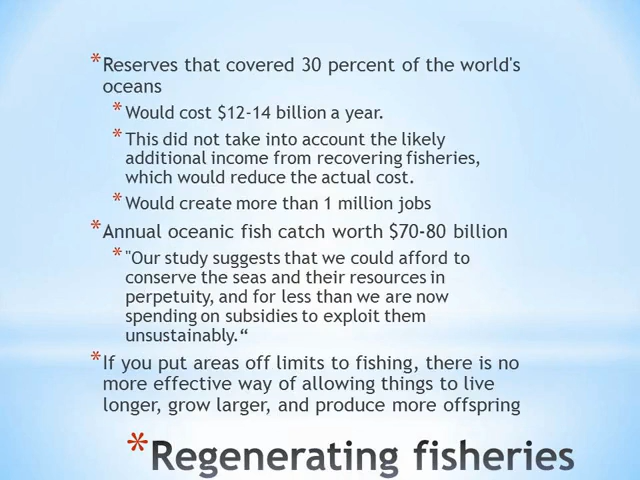 *Reserves that covered 30 percent of the world's
oceans
*Would cost $12-14 billion a year.
*This did not take into account the likely
additional income from recovering fisheries,
which would reduce the actual cost.
*Would create more than 1 million jobs
*Annual oceanic fish catch worth $70-80 billion
*"Our study suggests that we could afford to
conserve the seas and their resources in
perpetuity, and for less than we are now
spending on subsidies to exploit them
unsustainably.“
*If you put areas off limits to fishing, there is no
more effective way of allowing things to live
longer, grow larger, and produce more offspring
*Regenerating fisheries